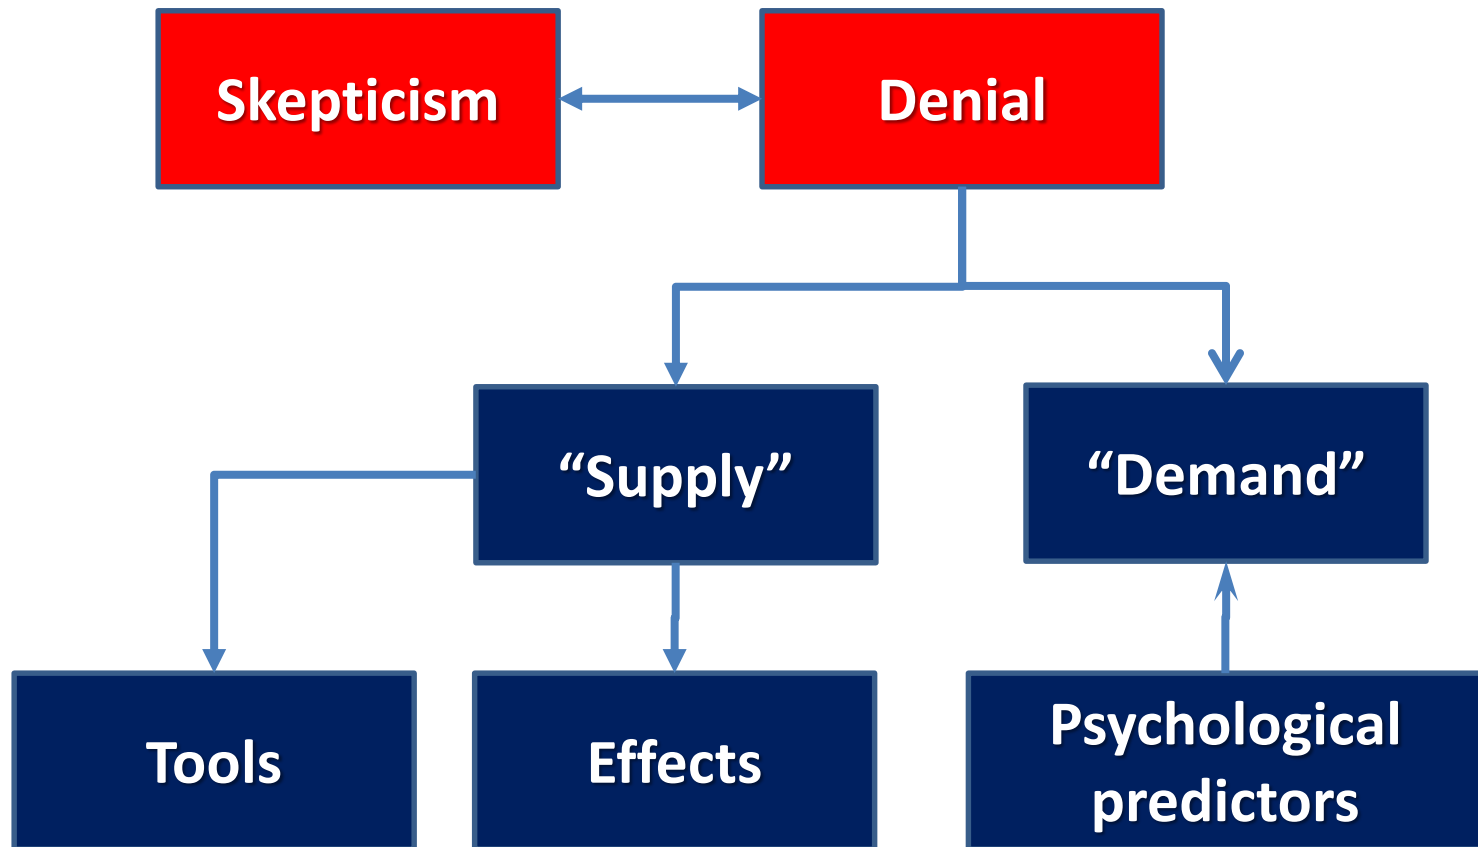 Skepticism
Denial
“Supply”
“Demand”
Tools
Effects
Psychological
predictors